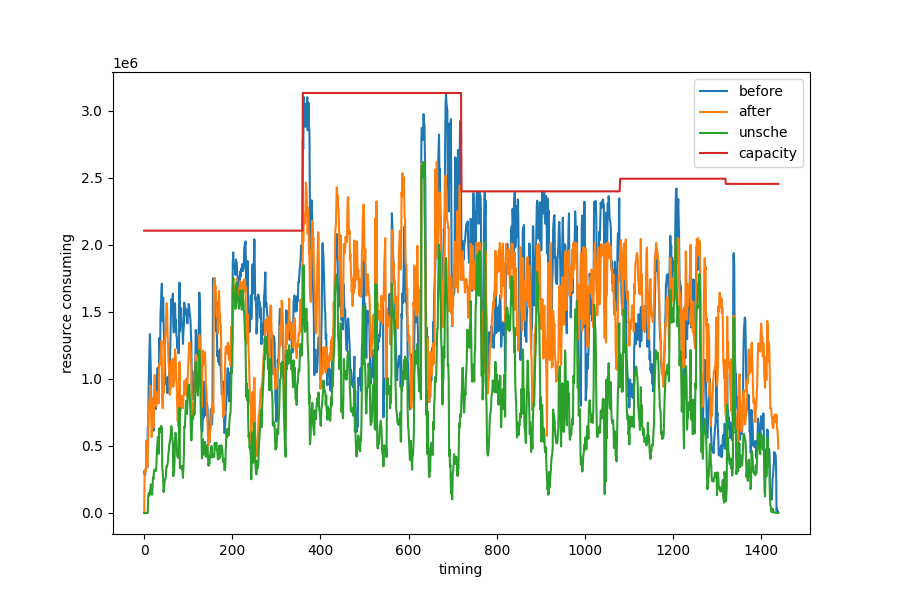 1e6
before
after
unsche
capacity
3.0
2.5
2.0
1.5
1.0
0.5
0.0
resource consuming
0 200 400 600 800 1000 1200 1400
timing